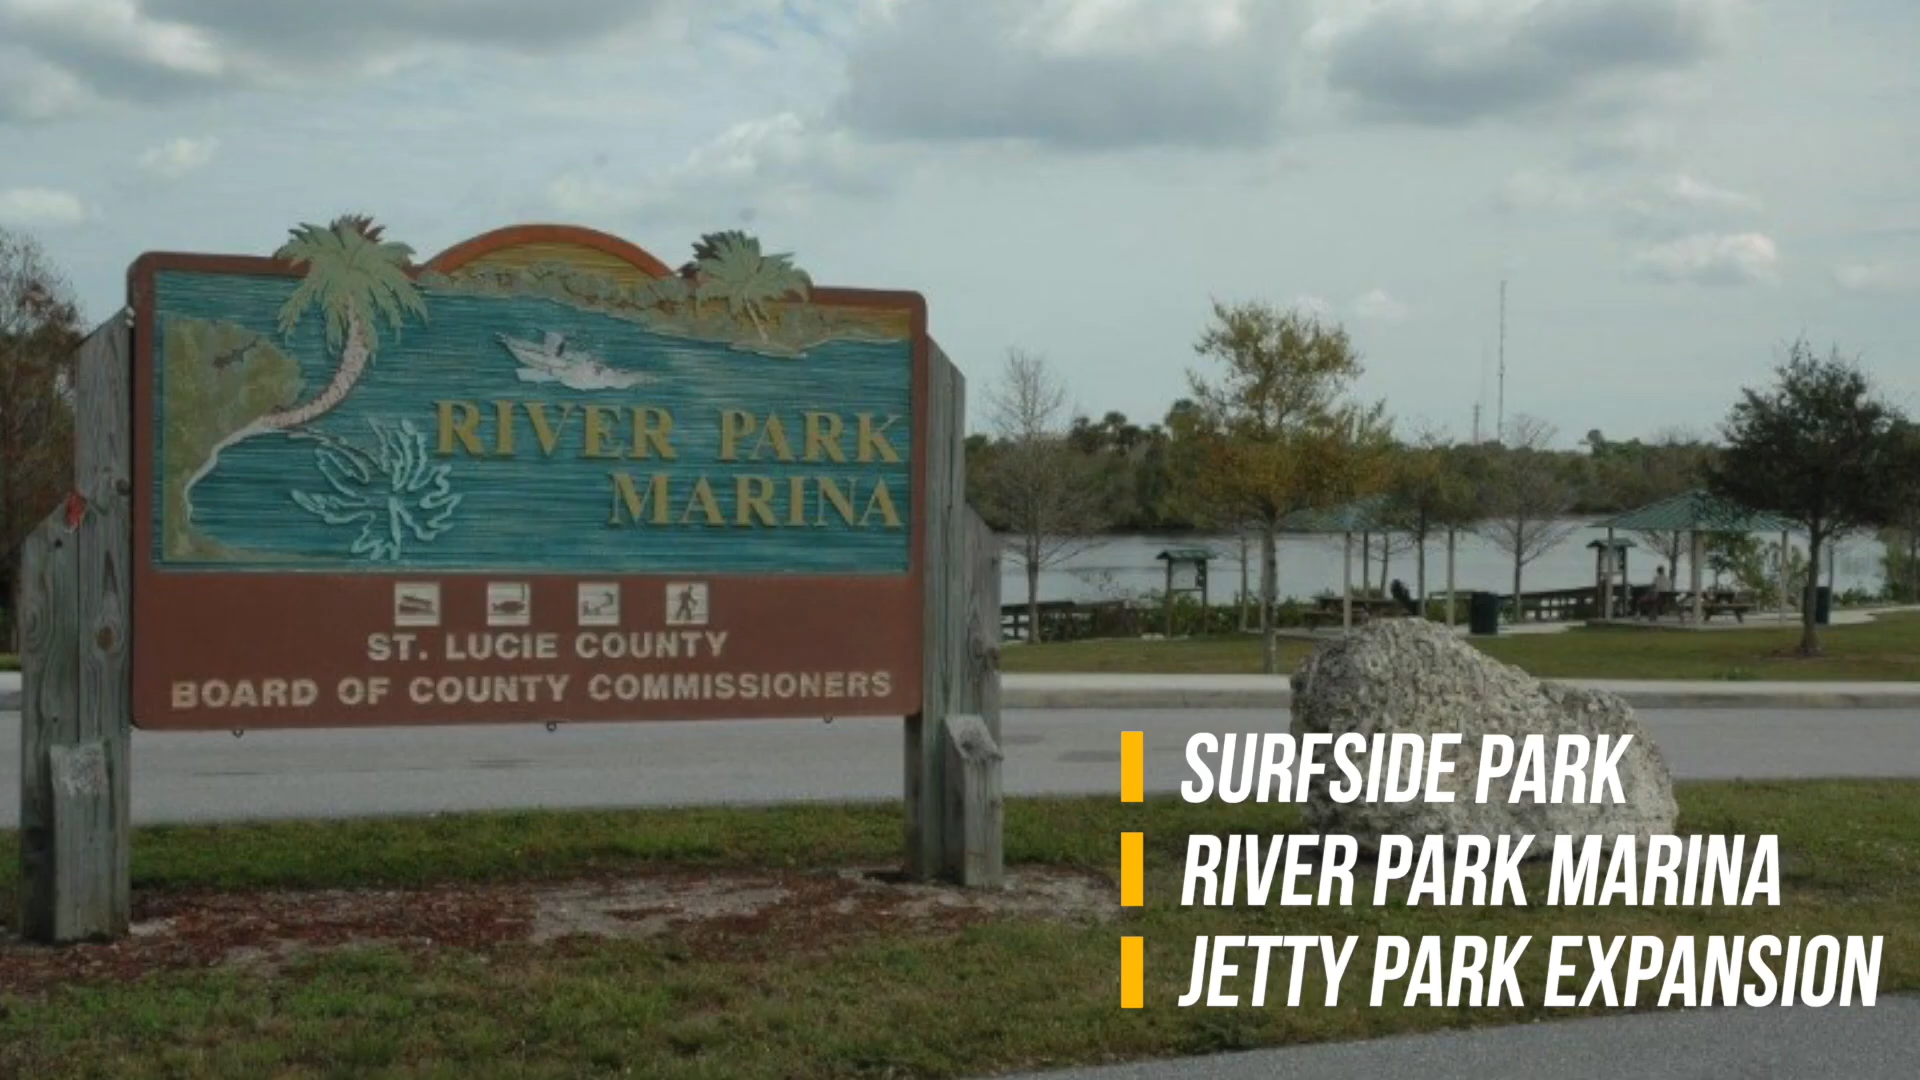 RIVER PARK
MARINA
ST. LUCIE COUNTY
BOARD OF COUNTY COMMISSIONERS
SURFSIDE PARK
RIVER PARK MARINA
JETTY PARK EXPANSION